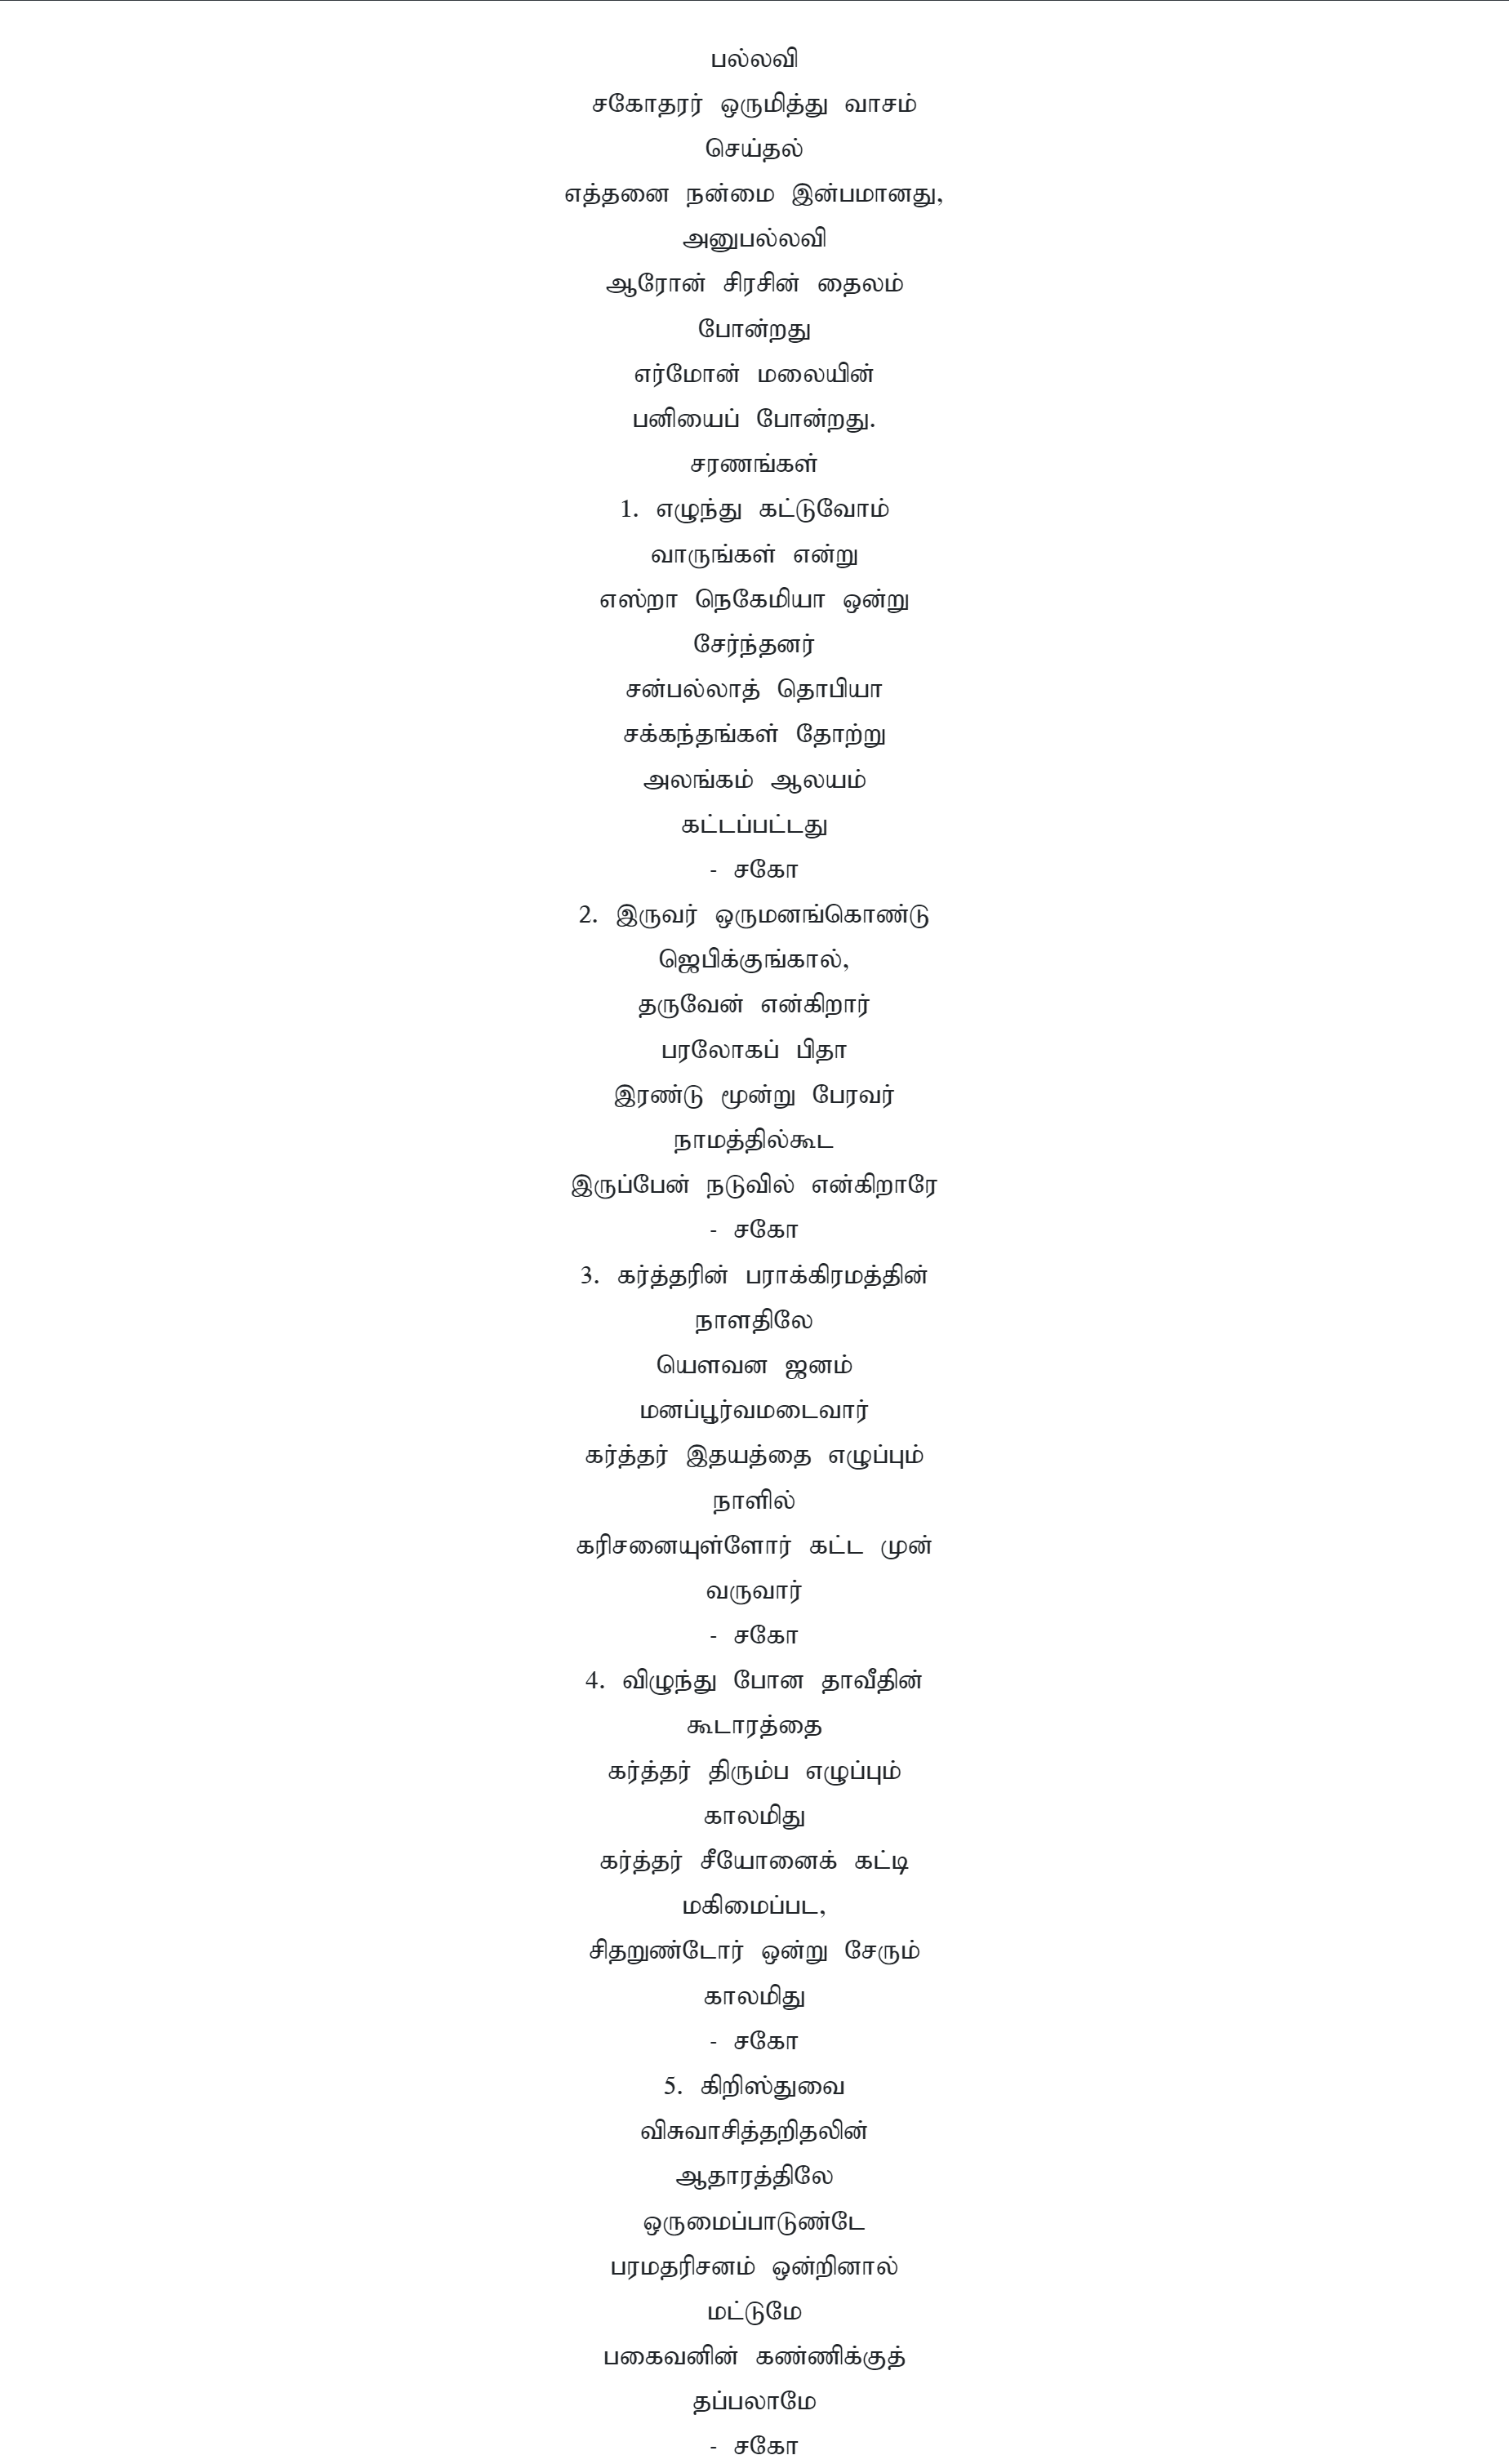 பல்லவி
சகோதரர் ஒருமித்து வாசம்
செய்தல்
எத்தனை நன்மை இன்பமானது,
அனுபல்லவி
ஆரோன் சிரசின் தைலம்
போன்றது
எர்மோன் மலையின்
பனியைப் போன்றது.
சரணங்கள்
1. எழுந்து கட்டுவோம்
வாருங்கள் என்று
எஸ்றா நெகேமியா ஒன்று
சேர்ந்தனர்
சன்பல்லாத் தொபியா
சக்கந்தங்கள் தோற்று
அலங்கம் ஆலயம்
கட்டப்பட்டது
- சகோ
2. இருவர் ஒருமனங்கொண்டு
ஜெபிக்குங்கால்,
தருவேன் என்கிறார்
பரலோகப் பிதா
இரண்டு மூன்று பேரவர்
நாமத்தில்கூட
இருப்பேன் நடுவில் என்கிறாரே
- சகோ
3. கர்த்தரின் பராக்கிரமத்தின்
நாளதிலே
யௌவன ஜனம்
மனப்பூர்வமடைவார்
கர்த்தர் இதயத்தை எழுப்பும்
நாளில்
கரிசனையுள்ளோர் கட்ட முன்
வருவார்
- சகோ
4. விழுந்து போன தாவீதின்
கூடாரத்தை
கர்த்தர் திரும்ப எழுப்பும்
காலமிது
கர்த்தர் சீயோனைக் கட்டி
மகிமைப்பட,
சிதறுண்டோர் ஒன்று சேரும்
காலமிது
- சகோ
5. கிறிஸ்துவை
விசுவாசித்தறிதலின்
ஆதாரத்திலே
ஒருமைப்பாடுண்டே
பரமதரிசனம் ஒன்றினால்
மட்டுமே
பகைவனின் கண்ணிக்குத்
தப்பலாமே
- சகோ